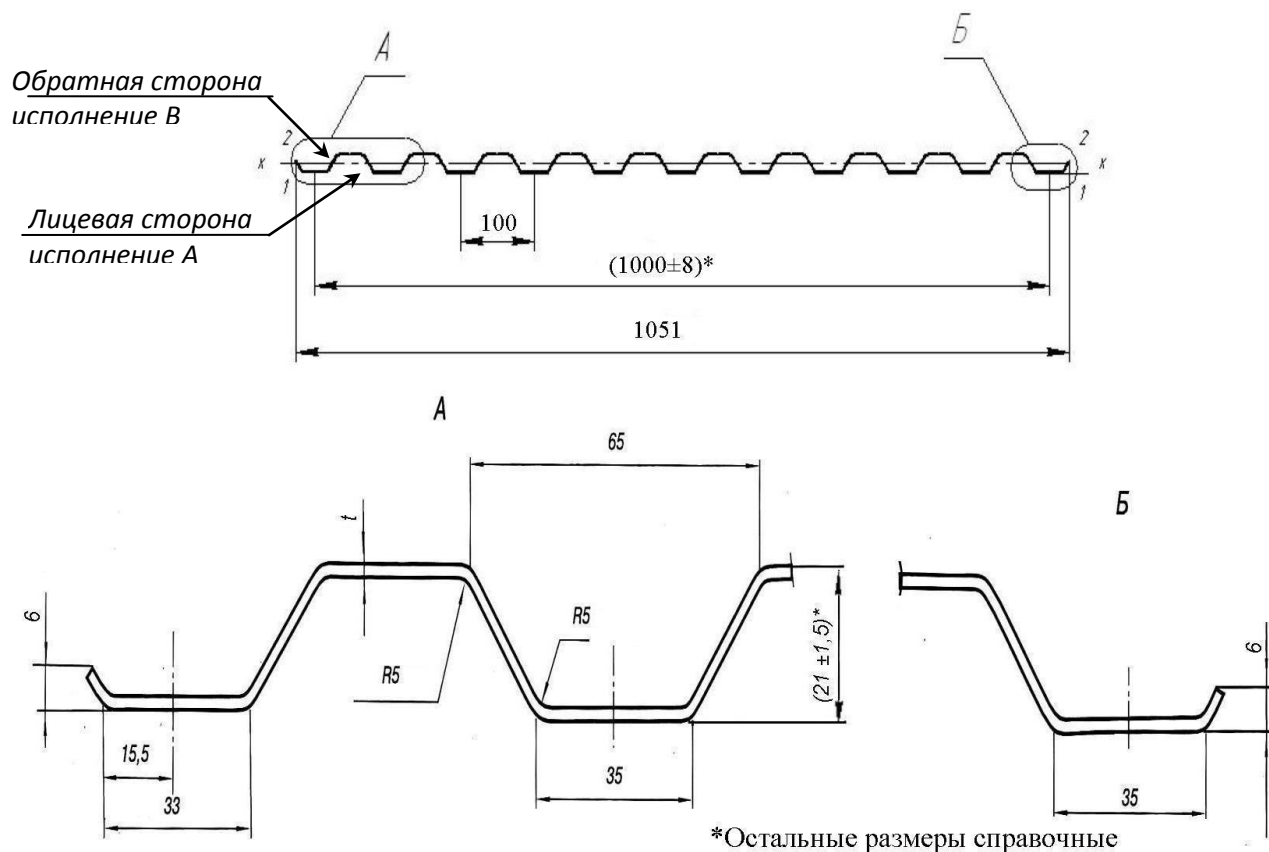 А
Б
Обратная сторона
исполнение В
2
2
х
х
1
1
Лицевая сторона
исполнение А
100
(1000±8)*
1051
А
65
Б
t
6
R5
R5
(21 ±1,5)*
6
15,5
33
35
35
*Остальные размеры справочные